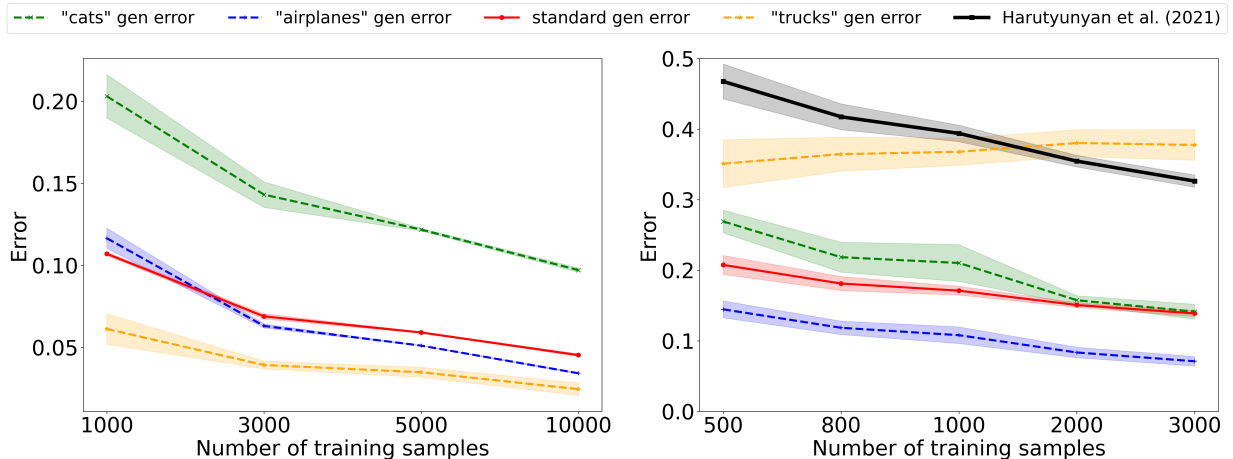 "cats" gen error "airplanes" gen error standard gen error "trucks" gen error Harutyunyan et al. (2021)
Error
0.20
0.15
0.10
0.05
1000 3000 5000 10000
Number of training samples
Error
0.5
0.4
0.3
0.2
0.1
0.0
500 800 1000 2000 3000
Number of training samples